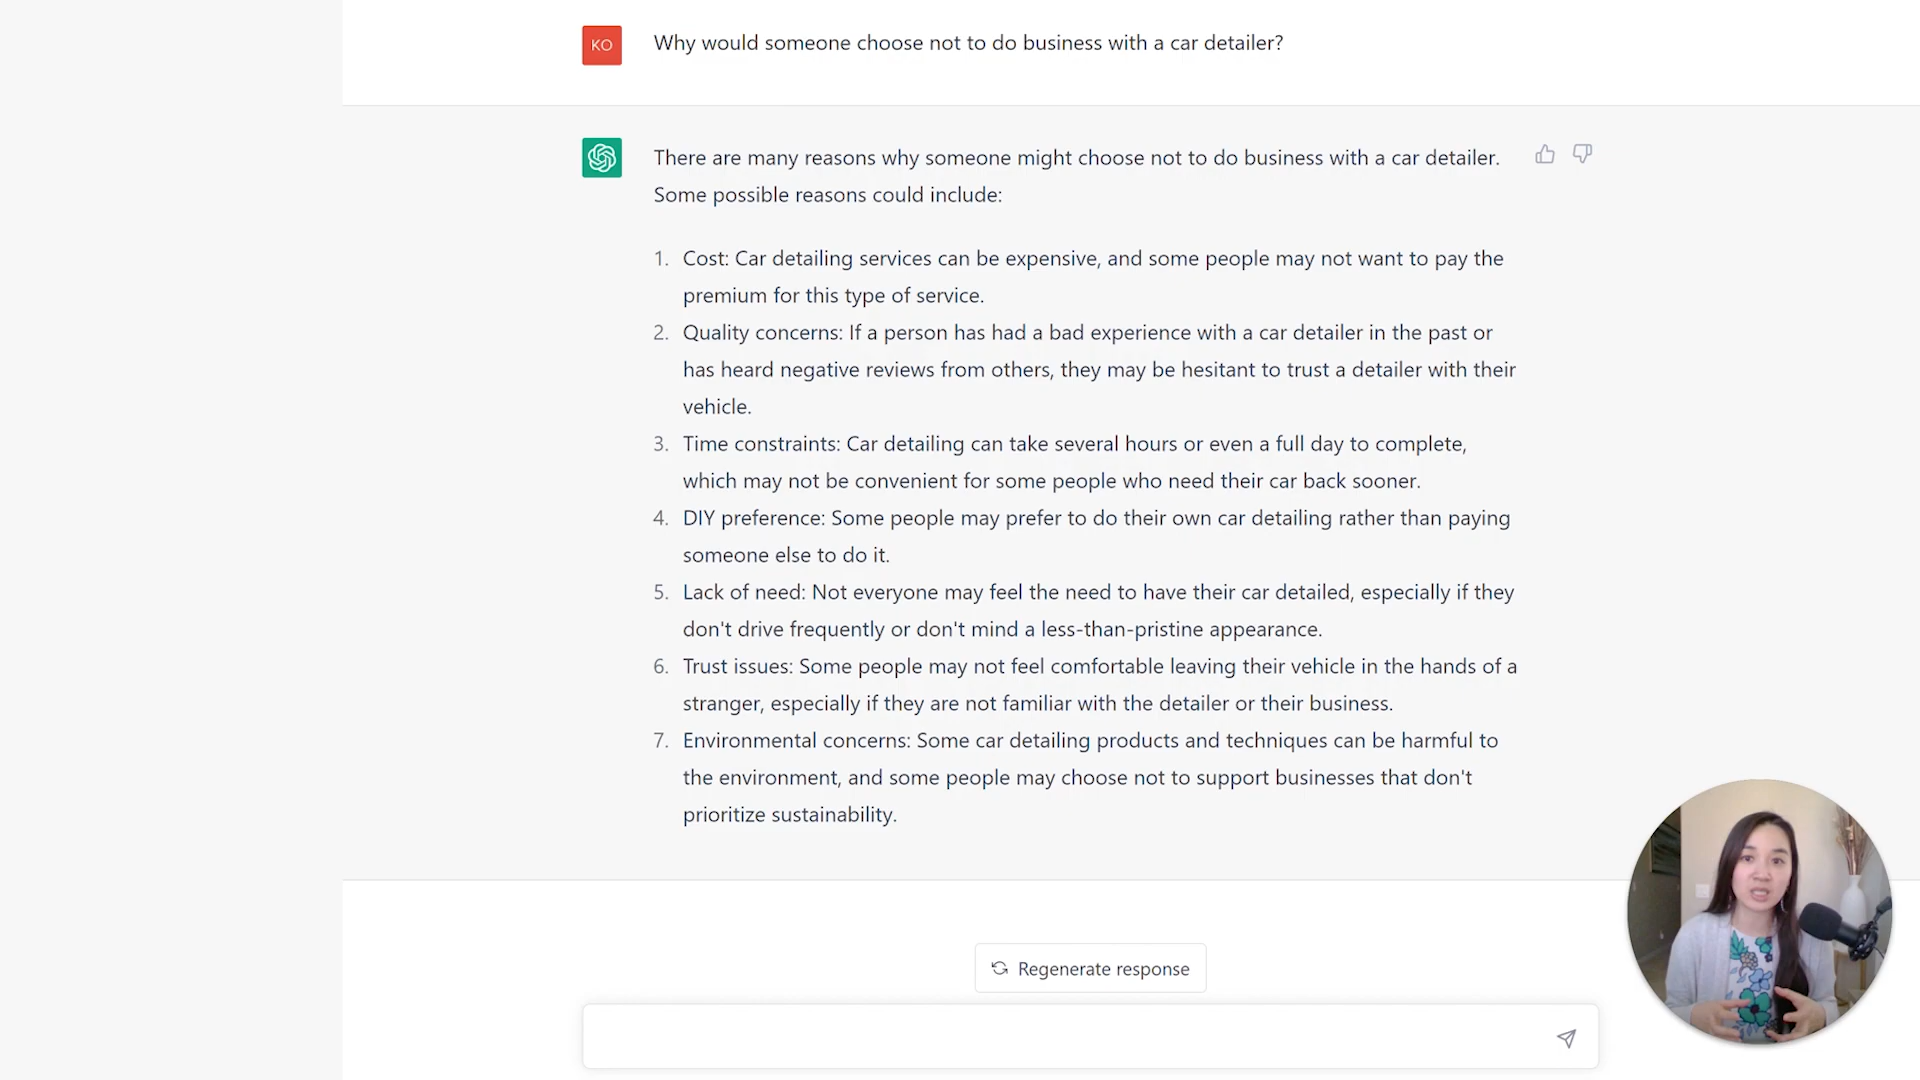 KO
Why would someone choose not to do business with a car detailer?
There are many reasons why someone might choose not to do business with a car detailer.
Some possible reasons could include:
1. Cost: Car detailing services can be expensive, and some people may not want to pay the
premium for this type of service.
2. Quality concerns: If a person has had a bad experience with a car detailer in the past or
has heard negative reviews from others, they may be hesitant to trust a detailer with their
vehicle.
3. Time constraints: Car detailing can take several hours or even a full day to complete,
which may not be convenient for some people who need their car back sooner.
4. DIY preference: Some people may prefer to do their own car detailing rather than paying
someone else to do it.
5. Lack of need: Not everyone may feel the need to have their car detailed, especially if they
don't drive frequently or don't mind a less-than-pristine appearance.
6. Trust issues: Some people may not feel comfortable leaving their vehicle in the hands of a
stranger, especially if they are not familiar with the detailer or their business.
7. Environmental concerns: Some car detailing products and techniques can be harmful to
the environment, and some people may choose not to support businesses that don't
prioritize sustainability.
Regenerate response